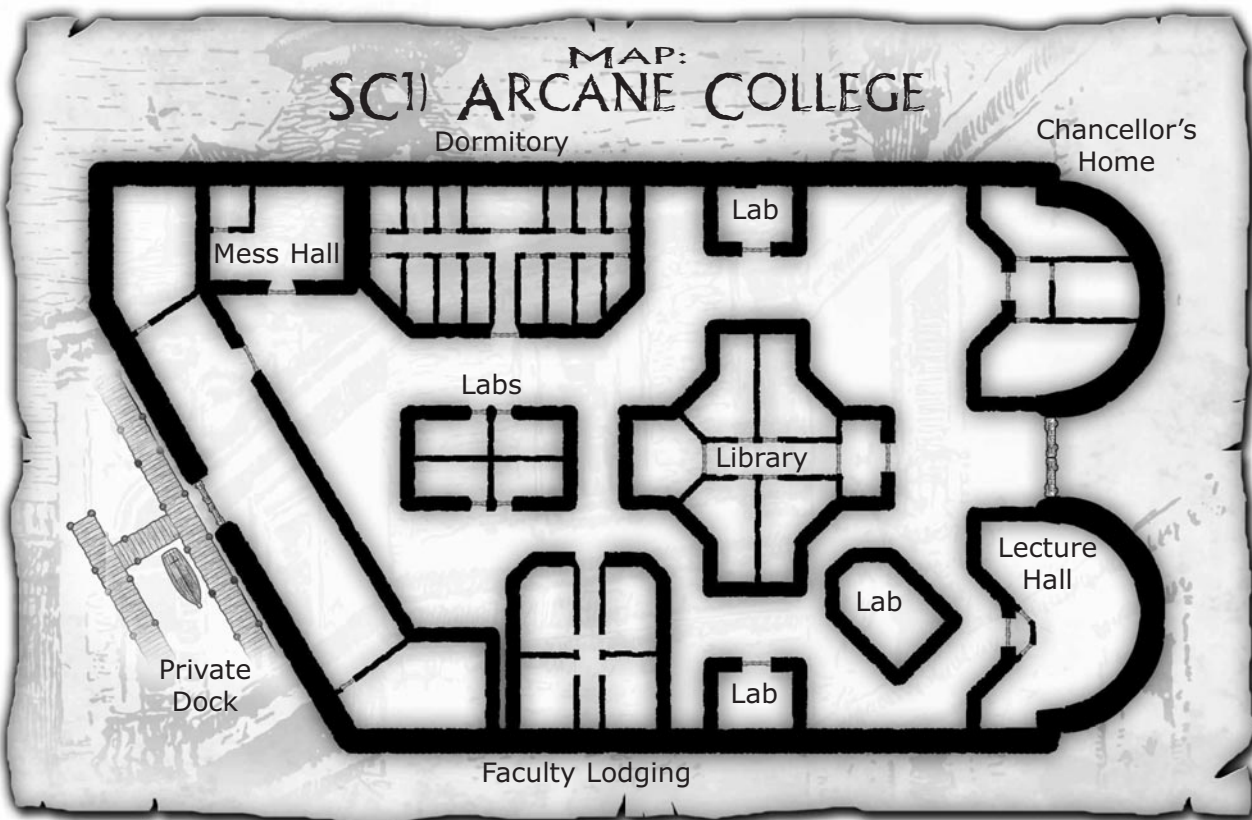 MAP:
SC1) ARCANE COLLEGE
Dormitory
Chancellor's
Home
Lab
Mess Hall
Labs
Library
Lecture
Hall
Lab
Private
Dock
Lab
Faculty Lodging